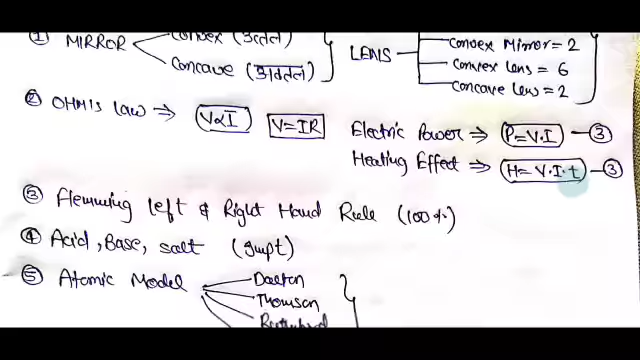 ① MIRROR
Convex (उत्तल)
Concave (अवतल)
LENS
Convex Mirror = 2
Convex Lens = 6
Concave Lens = 2
② OHM's Law ⇒ V∝I V=IR
Electric Power ⇒ P=V.I — ③
Heating Effect ⇒ H=V.I.t — ③
③ Flemming Left & Right Hand Rule (100%)
④ Acid, Base, salt (gmpt)
⑤ Atomic Model
Dalton
Thomson